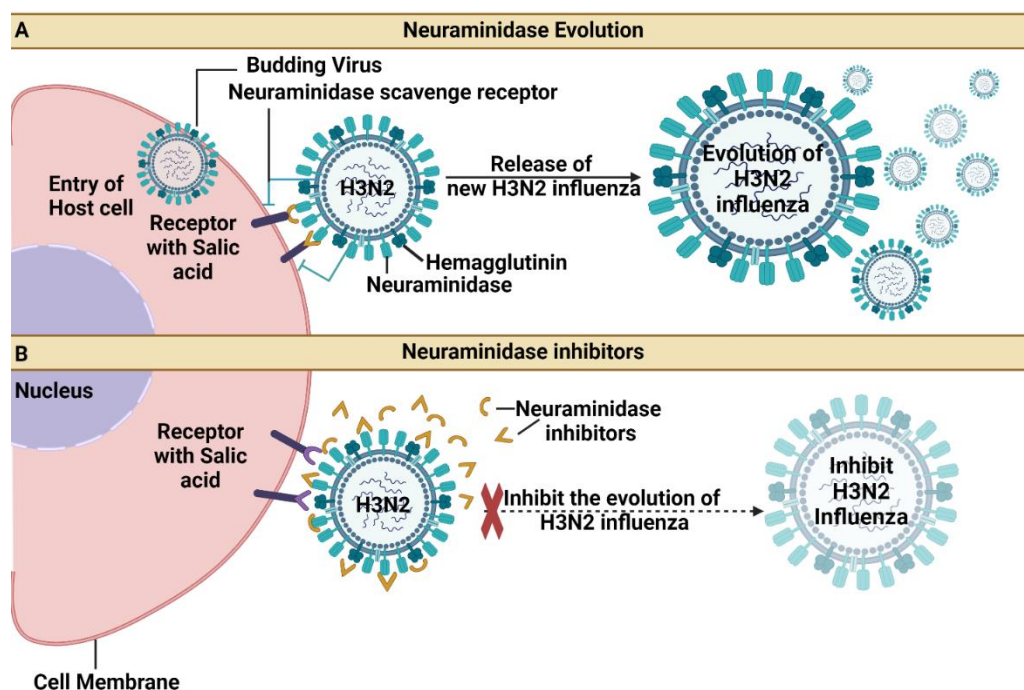 A
Neuraminidase Evolution
Budding Virus
Neuraminidase scavenge receptor
Entry of
Host cell
Receptor
with Salic
acid
H3N2
Release of
new H3N2 influenza
Evolution of
H3N2
influenza
Hemagglutinin
Neuraminidase
B
Neuraminidase inhibitors
Nucleus
Receptor
with Salic
acid
H3N2
Neuraminidase
inhibitors
Inhibit the evolution of
H3N2 influenza
Inhibit
H3N2
Influenza
Cell Membrane